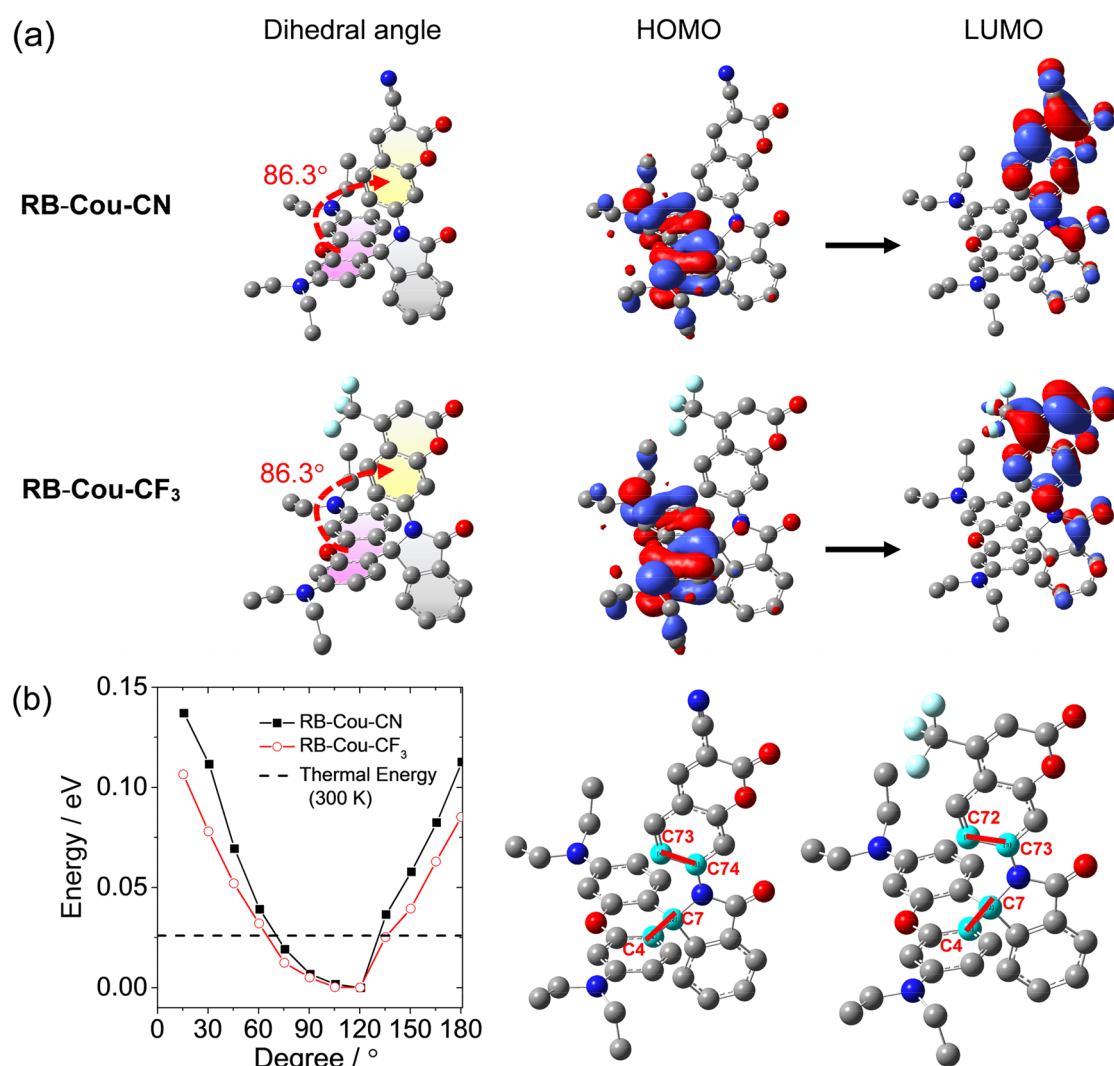 (a)
Dihedral angle
HOMO
LUMO
RB-Cou-CN
86.3°
RB-Cou-CF3
86.3°
(b)
Energy / eV
0.15
0.10
0.05
0.00
RB-Cou-CN
RB-Cou-CF3
Thermal Energy
(300 K)
0 30 60 90 120 150 180
Degree / °
C73
C74
C7
C4
C72
C73
C7
C4